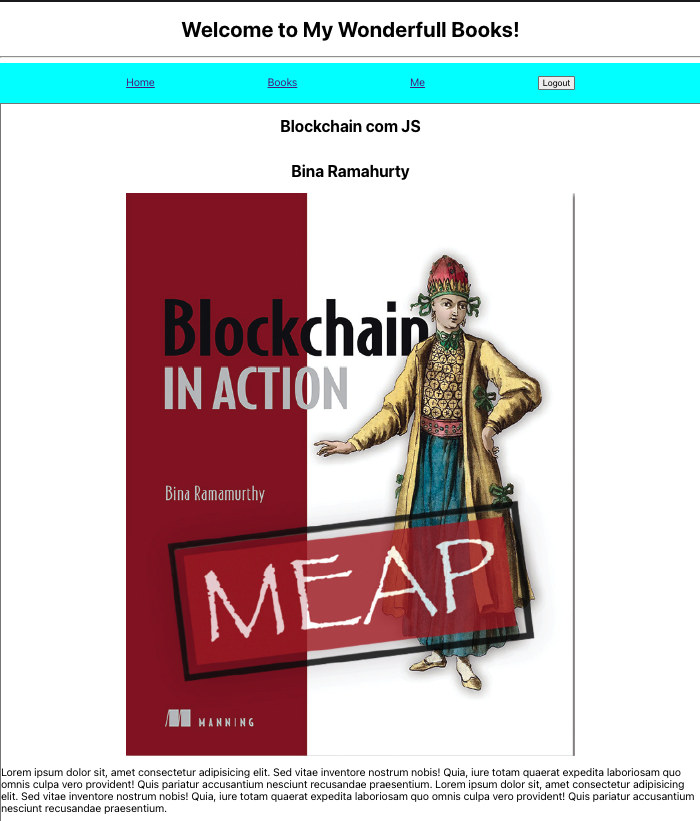 Welcome to My Wonderfull Books!
Home Books Me Logout
Blockchain com JS
Bina Ramahurty
Blockchain
IN ACTION
Bina Ramamurthy
MEAP
MANNING
Lorem ipsum dolor sit, amet consectetur adipisicing elit. Sed vitae inventore nostrum nobis! Quia, iure totam quaerat expedita laboriosam quo
omnis culpa vero provident! Quis pariatur accusantium nesciunt recusandae praesentium. Lorem ipsum dolor sit, amet consectetur adipisicing
elit. Sed vitae inventore nostrum nobis! Quia, iure totam quaerat expedita laboriosam quo omnis culpa vero provident! Quis pariatur accusantium
nesciunt recusandae praesentium.